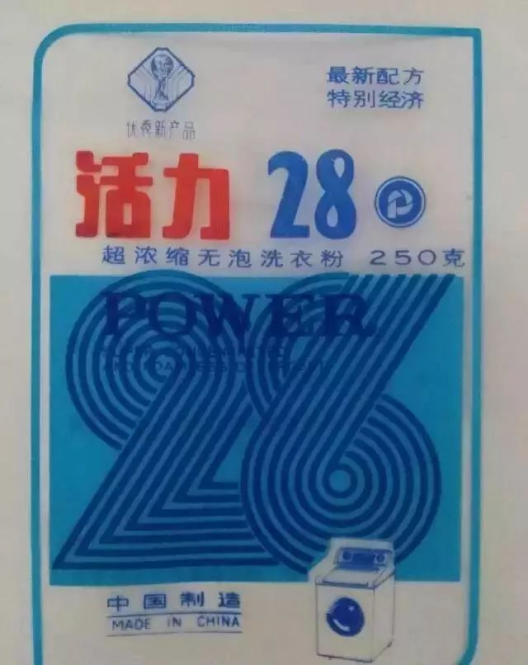 最新配方
特别经济
优秀新产品
活力 28
超浓缩无泡洗衣粉 250克
POWER
26
中国制造
MADE IN CHINA